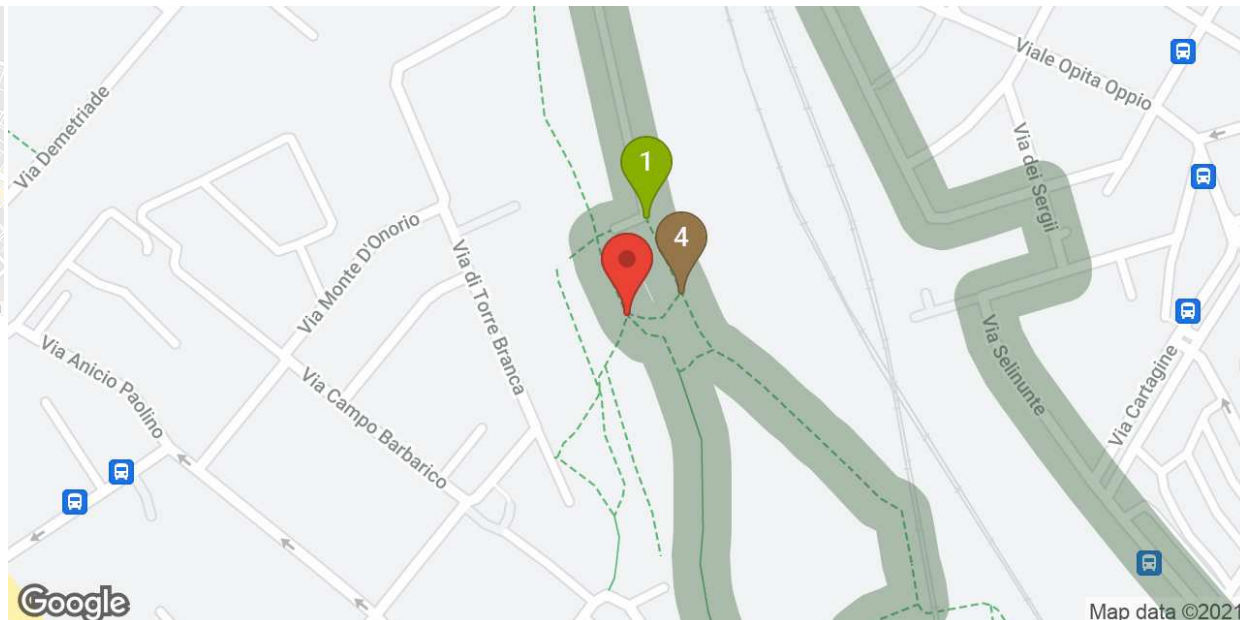 Viale Opita Oppio
Via Demetriade
Via dei Sergii
1
4
Via Monte D'Onorio
Via di Torre Branca
Via Anicio Paolino
Via Campo Barbarico
Via Selinunte
Via Cartagine
Google
Map data ©2021